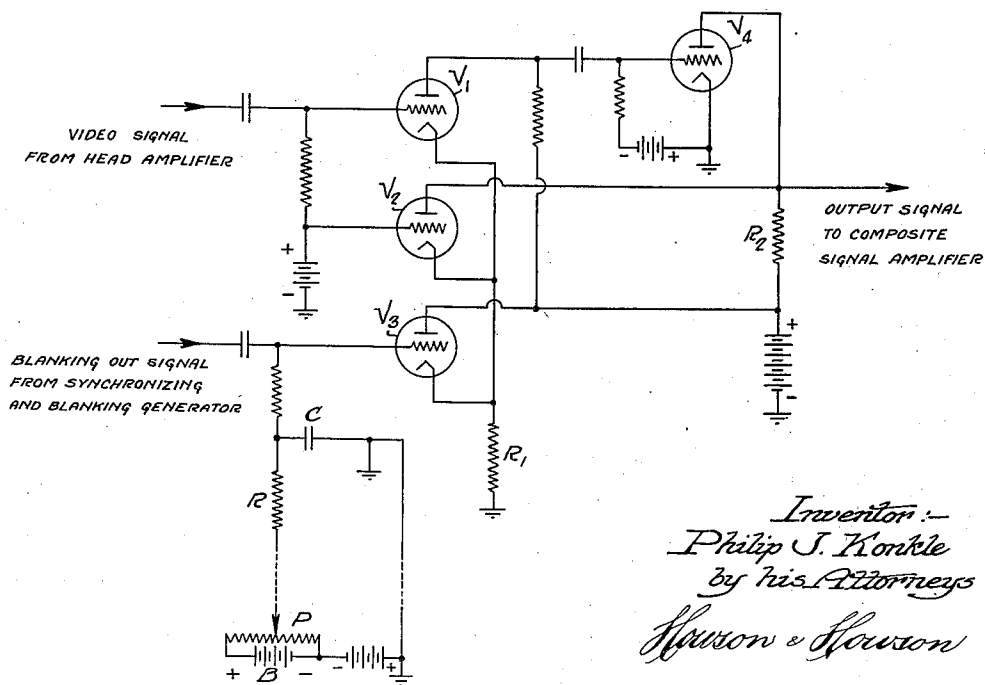 V1
V4
VIDEO SIGNAL
FROM HEAD AMPLIFIER
V2
+
-
- +
OUTPUT SIGNAL
TO COMPOSITE
SIGNAL AMPLIFIER
R2
V3
BLANKING OUT SIGNAL
FROM SYNCHRONIZING
AND BLANKING GENERATOR
C
R
R1
+
-
P
+ B - - +
Inventor:-
Philip J. Konkle
by his Attorneys
Howson & Howson